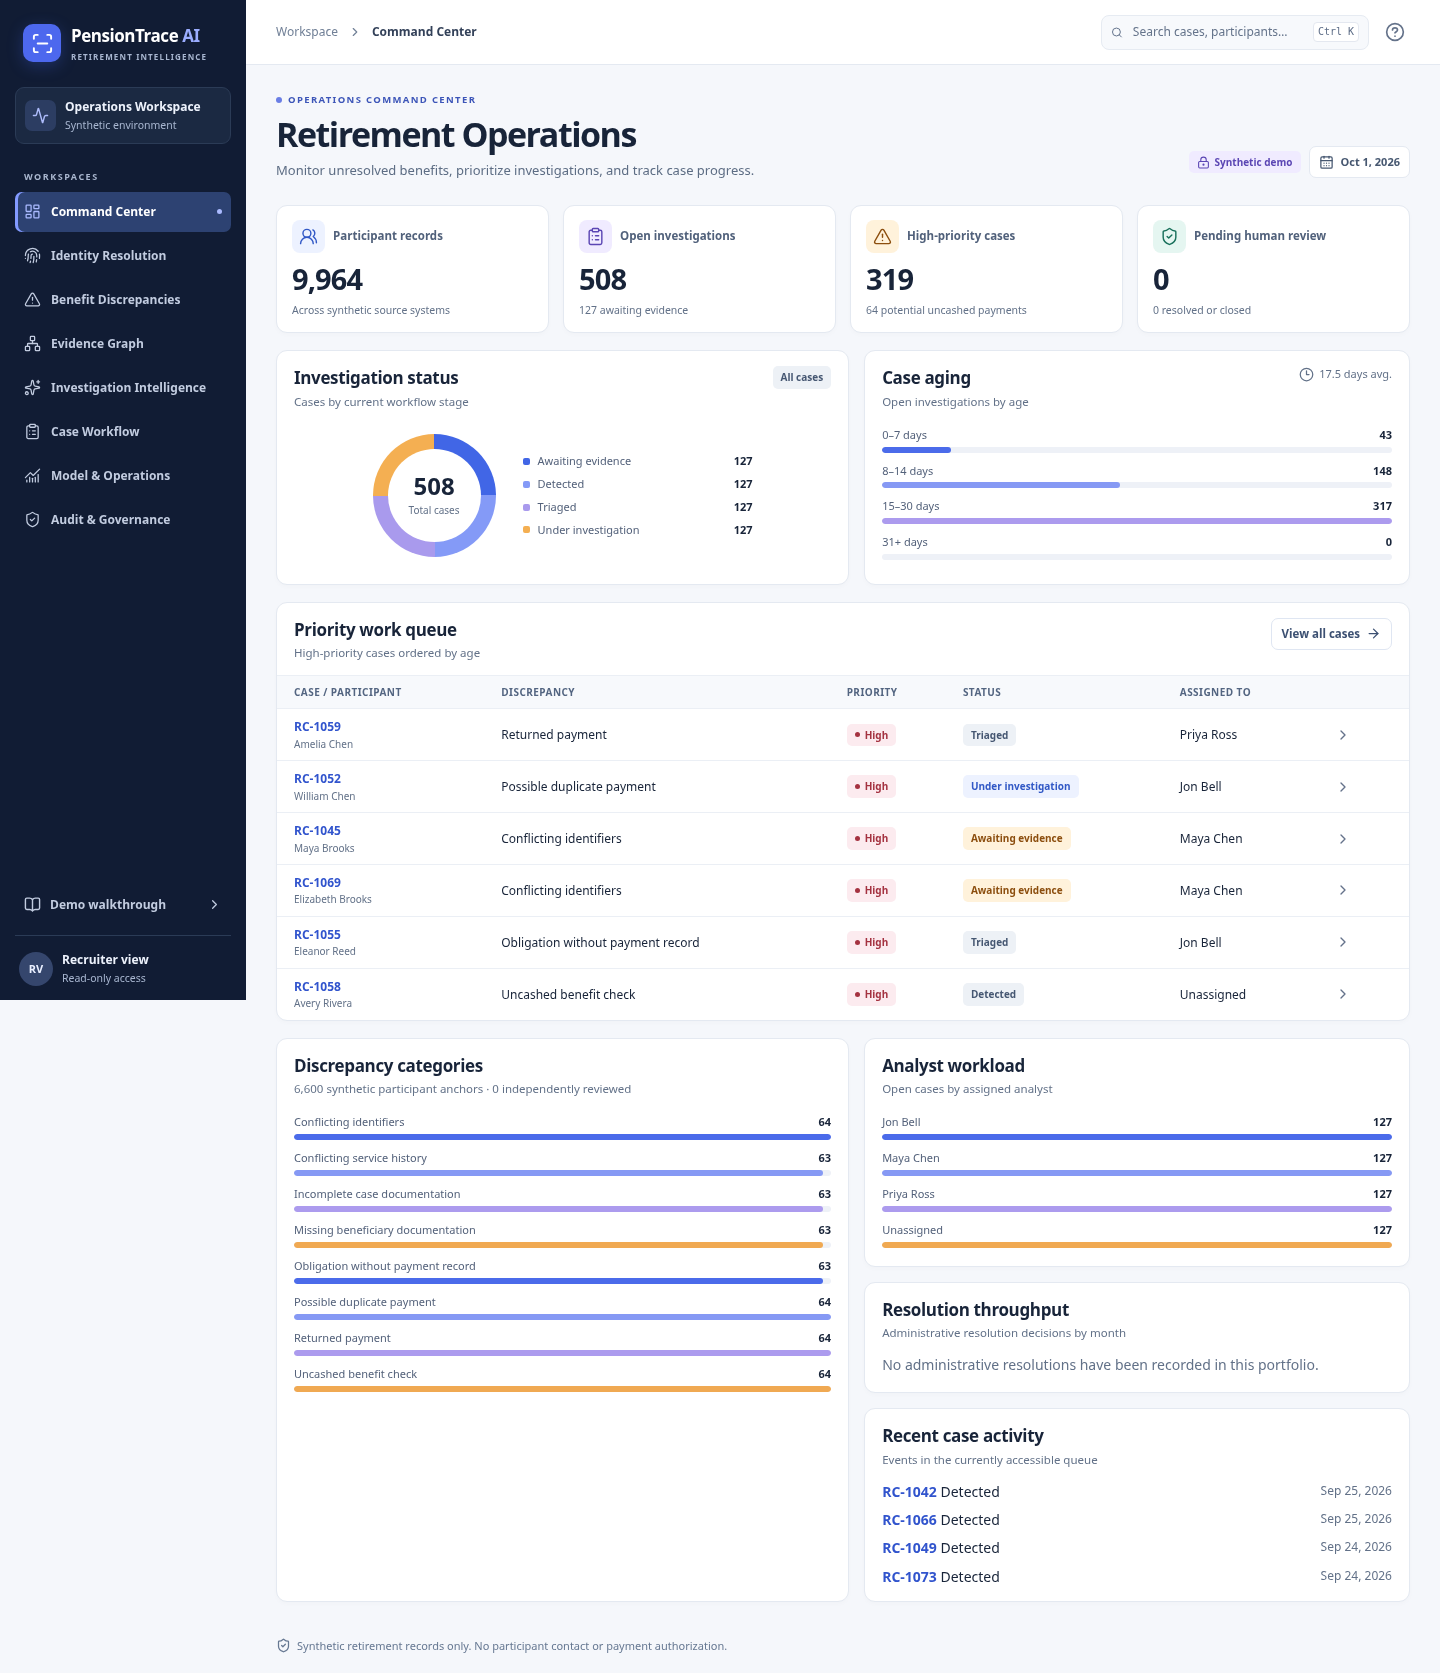 PensionTrace AI
RETIREMENT INTELLIGENCE
Operations Workspace
Synthetic environment
WORKSPACES
Command Center
Identity Resolution
Benefit Discrepancies
Evidence Graph
Investigation Intelligence
Case Workflow
Model & Operations
Audit & Governance
Demo walkthrough
RV
Recruiter view
Read-only access
Workspace > Command Center
Search cases, participants...
Ctrl K
OPERATIONS COMMAND CENTER
Retirement Operations
Monitor unresolved benefits, prioritize investigations, and track case progress.
Synthetic demo
Oct 1, 2026
Participant records
9,964
Across synthetic source systems
Open investigations
508
127 awaiting evidence
High-priority cases
319
64 potential uncashed payments
Pending human review
0
0 resolved or closed
Investigation status
All cases
Cases by current workflow stage
508
Total cases
Awaiting evidence 127
Detected 127
Triaged 127
Under investigation 127
Case aging
17.5 days avg.
Open investigations by age
0–7 days 43
8–14 days 148
15–30 days 317
31+ days 0
Priority work queue
High-priority cases ordered by age
View all cases
CASE / PARTICIPANT DISCREPANCY PRIORITY STATUS ASSIGNED TO
RC-1059
Amelia Chen
Returned payment High Triaged Priya Ross
RC-1052
William Chen
Possible duplicate payment High Under investigation Jon Bell
RC-1045
Maya Brooks
Conflicting identifiers High Awaiting evidence Maya Chen
RC-1069
Elizabeth Brooks
Conflicting identifiers High Awaiting evidence Maya Chen
RC-1055
Eleanor Reed
Obligation without payment record High Triaged Jon Bell
RC-1058
Avery Rivera
Uncashed benefit check High Detected Unassigned
Discrepancy categories
6,600 synthetic participant anchors · 0 independently reviewed
Conflicting identifiers 64
Conflicting service history 63
Incomplete case documentation 63
Missing beneficiary documentation 63
Obligation without payment record 63
Possible duplicate payment 64
Returned payment 64
Uncashed benefit check 64
Analyst workload
Open cases by assigned analyst
Jon Bell 127
Maya Chen 127
Priya Ross 127
Unassigned 127
Resolution throughput
Administrative resolution decisions by month
No administrative resolutions have been recorded in this portfolio.
Recent case activity
Events in the currently accessible queue
RC-1042 Detected Sep 25, 2026
RC-1066 Detected Sep 25, 2026
RC-1049 Detected Sep 24, 2026
RC-1073 Detected Sep 24, 2026
Synthetic retirement records only. No participant contact or payment authorization.